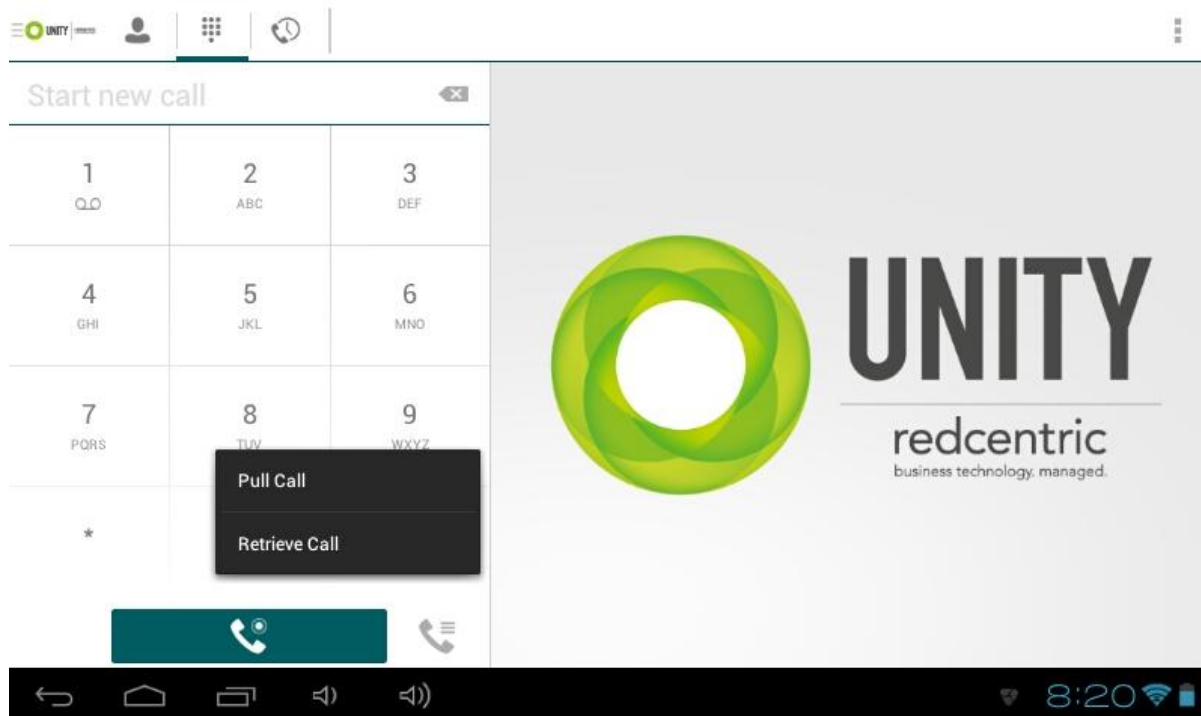 UNITY
Start new call
1
2
ABC
3
DEF
4
GHI
5
JKL
6
MNO
7
PQRS
8
TUV
9
WXYZ
Pull Call
*
Retrieve Call
UNITY
redcentric
business technology. managed.
8:20